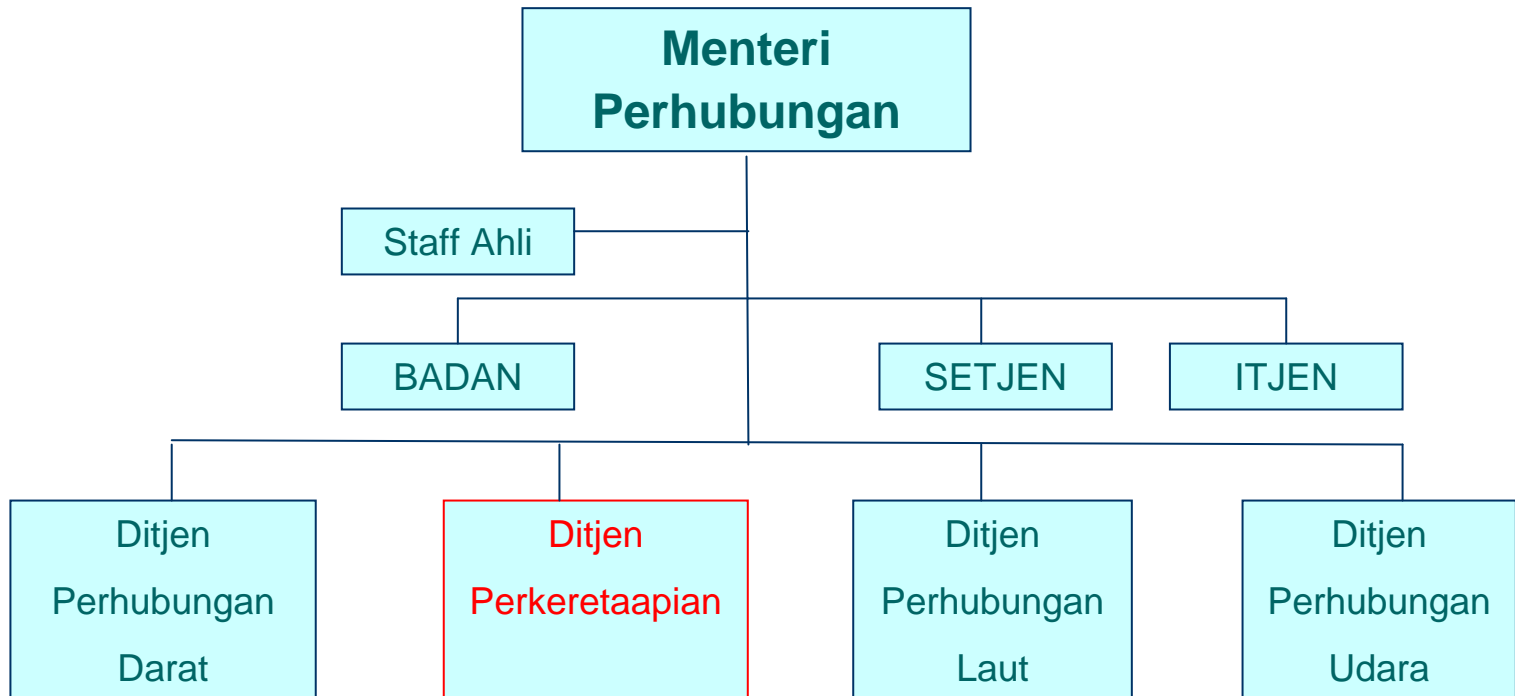 Menteri
Perhubungan
Staff Ahli
BADAN
SETJEN
ITJEN
Ditjen
Perhubungan
Darat
Ditjen
Perkeretaapian
Ditjen
Perhubungan
Laut
Ditjen
Perhubungan
Udara